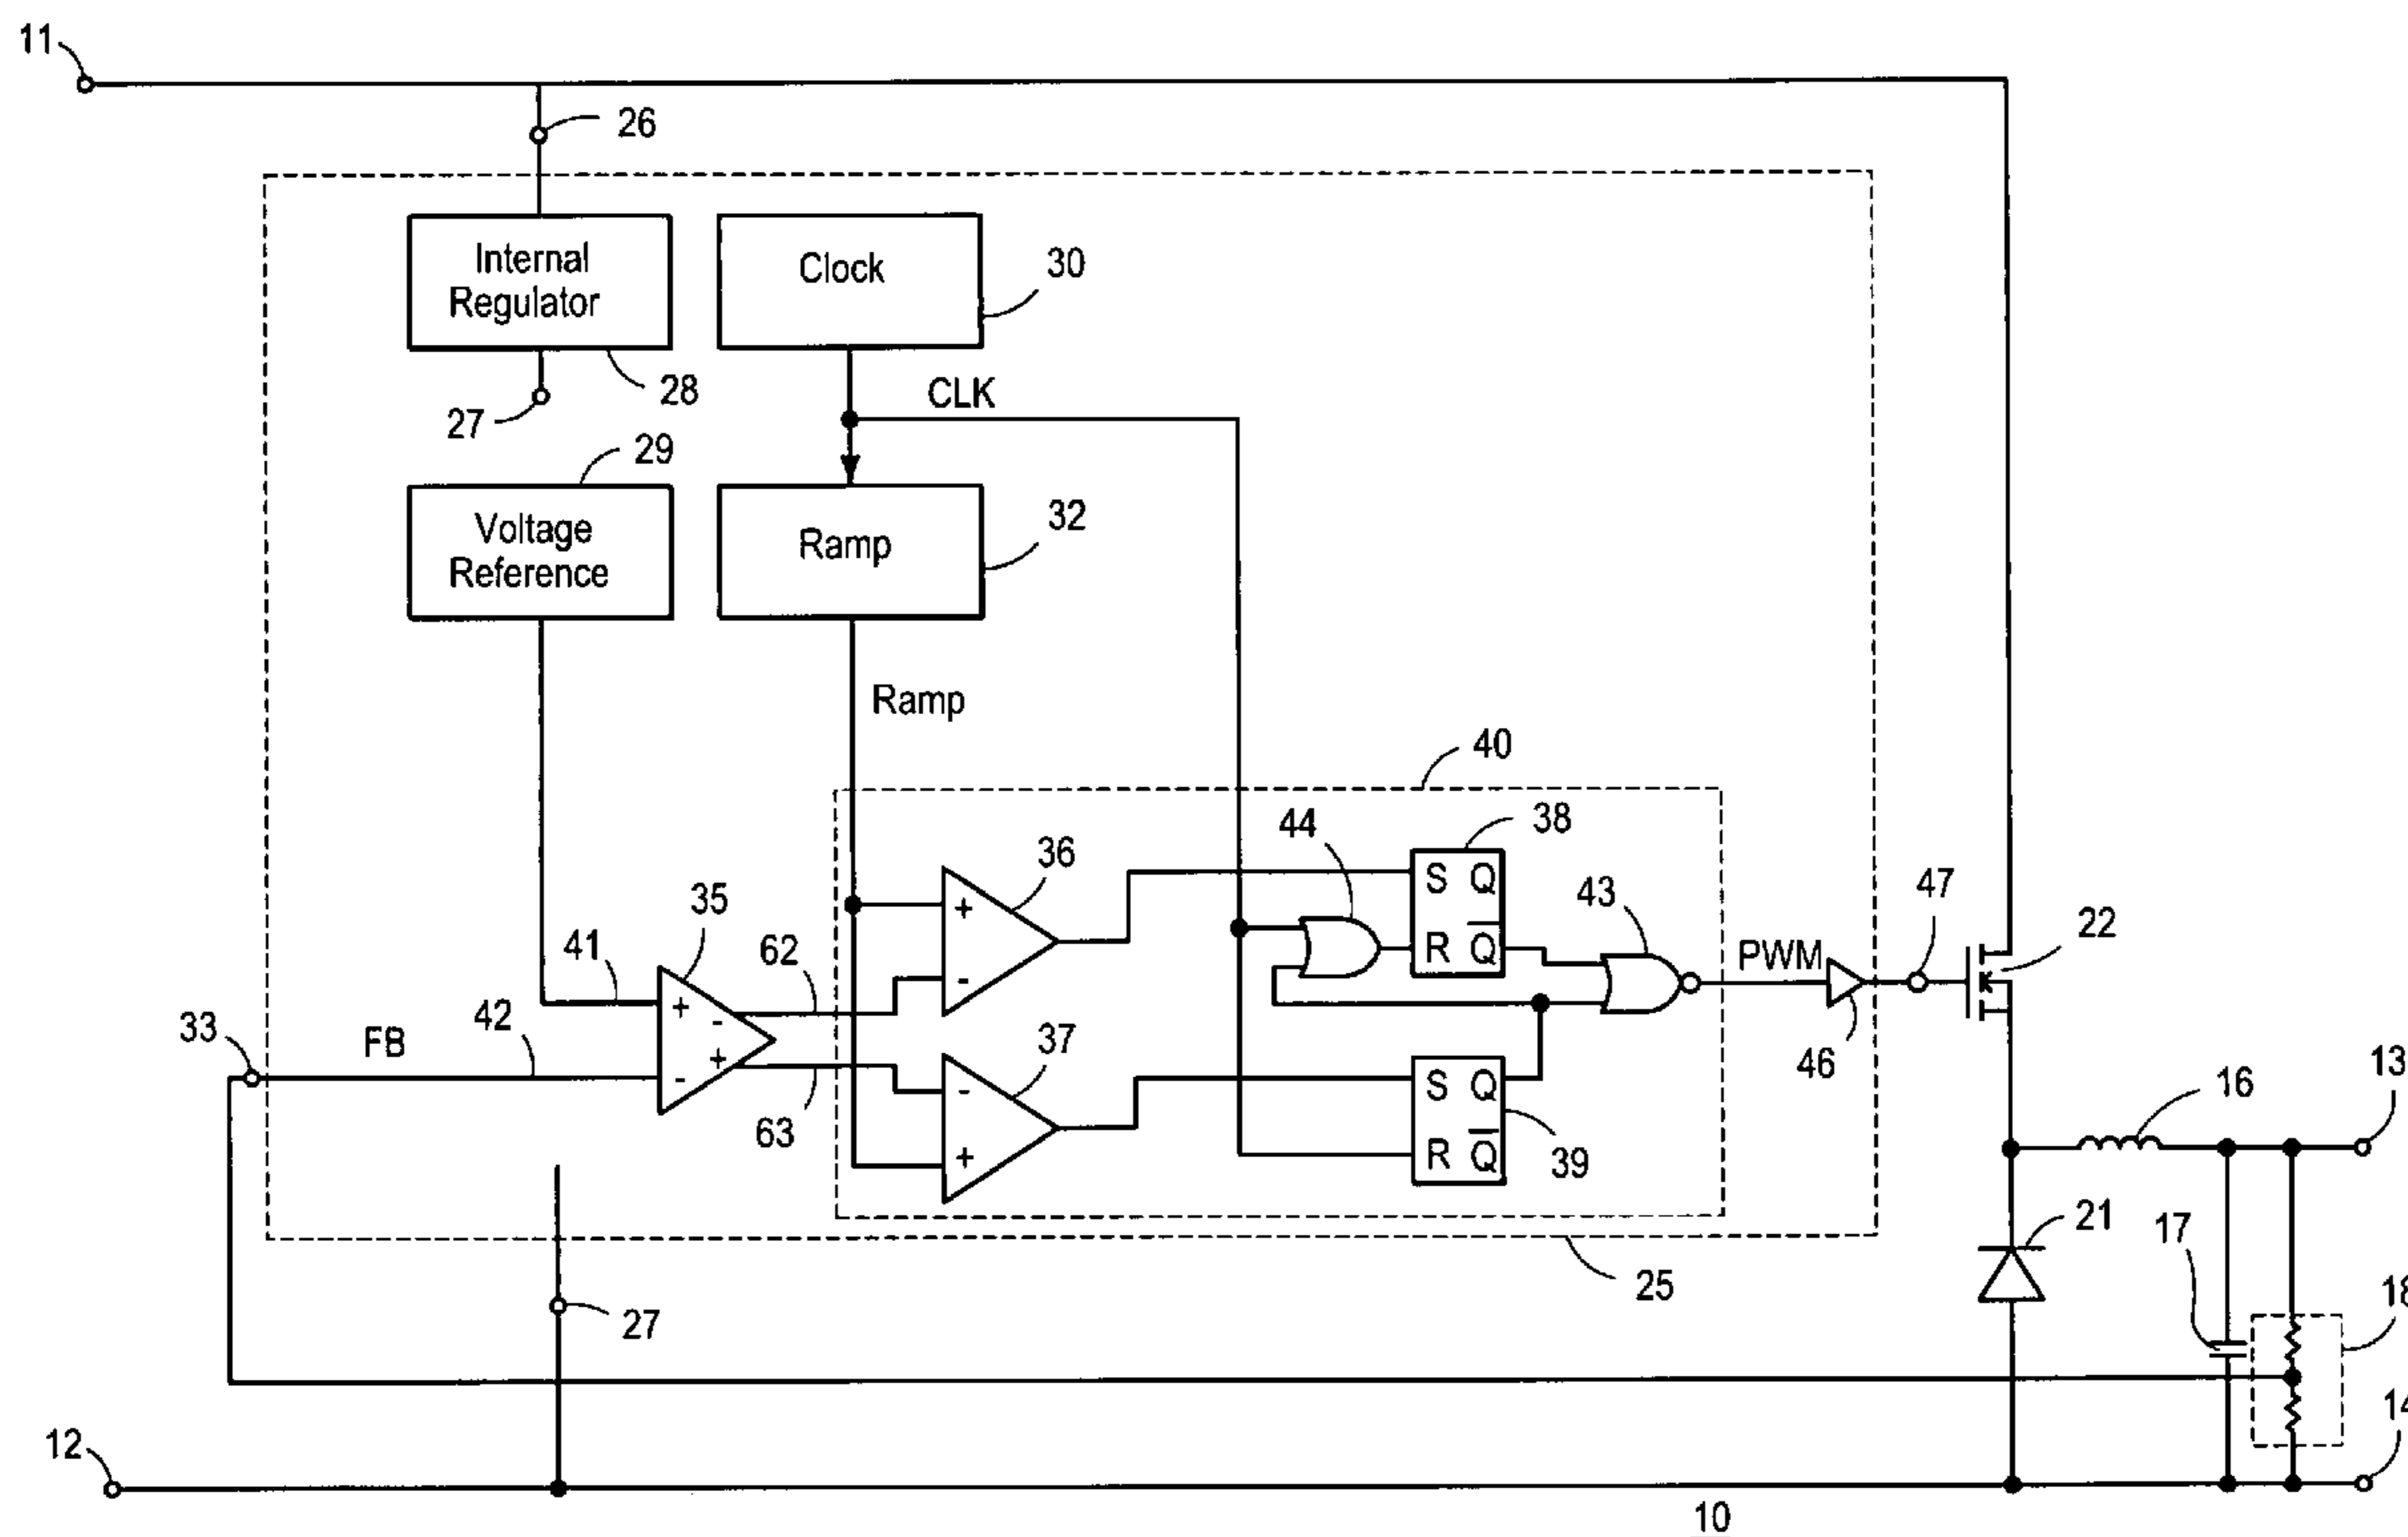 11
26
Internal
Regulator
Clock
30
28
27
CLK
29
Voltage
Reference
Ramp
32
Ramp
40
44
38
36
S Q
43
47
35
+
22
R Q̅
PWM
41
62
-
+
-
33
FB
42
+
-
37
46
13
-
S Q
16
63
+
R Q̅
39
21
17
25
27
18
12
14
10